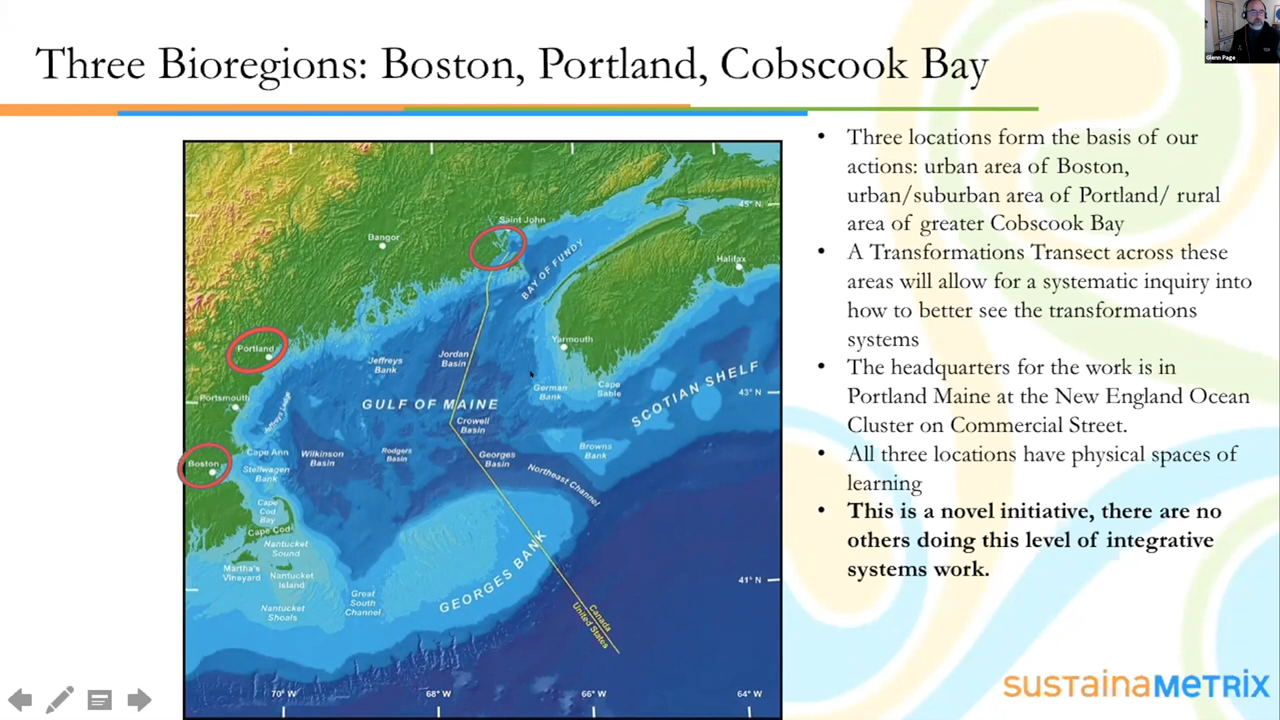 Glenn Page
Three Bioregions: Boston, Portland, Cobscook Bay
• Three locations form the basis of our
actions: urban area of Boston,
urban/suburban area of Portland/ rural
area of greater Cobscook Bay
• A Transformations Transect across these
areas will allow for a systematic inquiry into
how to better see the transformations
systems
• The headquarters for the work is in
Portland Maine at the New England Ocean
Cluster on Commercial Street.
• All three locations have physical spaces of
learning
• This is a novel initiative, there are no
others doing this level of integrative
systems work.
45° N
Saint John
Bangor
BAY OF FUNDY
Halifax
Portland
Yarmouth
Jeffreys
Bank
Jordan
Basin
German
Bank
Cape
Sable
SCOTIAN SHELF
43° N
Portsmouth
Jeffreys Ledge
GULF OF MAINE
Crowell
Basin
Browns
Bank
Boston
Cape Ann
Stellwagen
Bank
Wilkinson
Basin
Rodgers
Basin
Georges
Basin
Northeast Channel
Cape
Cod
Bay
Cape Cod
Nantucket
Sound
Martha's
Vineyard
Nantucket
Island
Nantucket
Shoals
Great
South
Channel
GEORGES BANK
41° N
Canada
United States
70° W
68° W
66° W
64° W
sustainaMETRIX